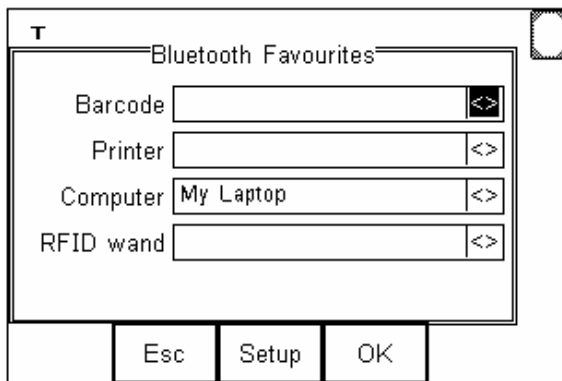 T
Bluetooth Favourites
Barcode <>
Printer <>
Computer My Laptop <>
RFID wand <>
Esc Setup OK